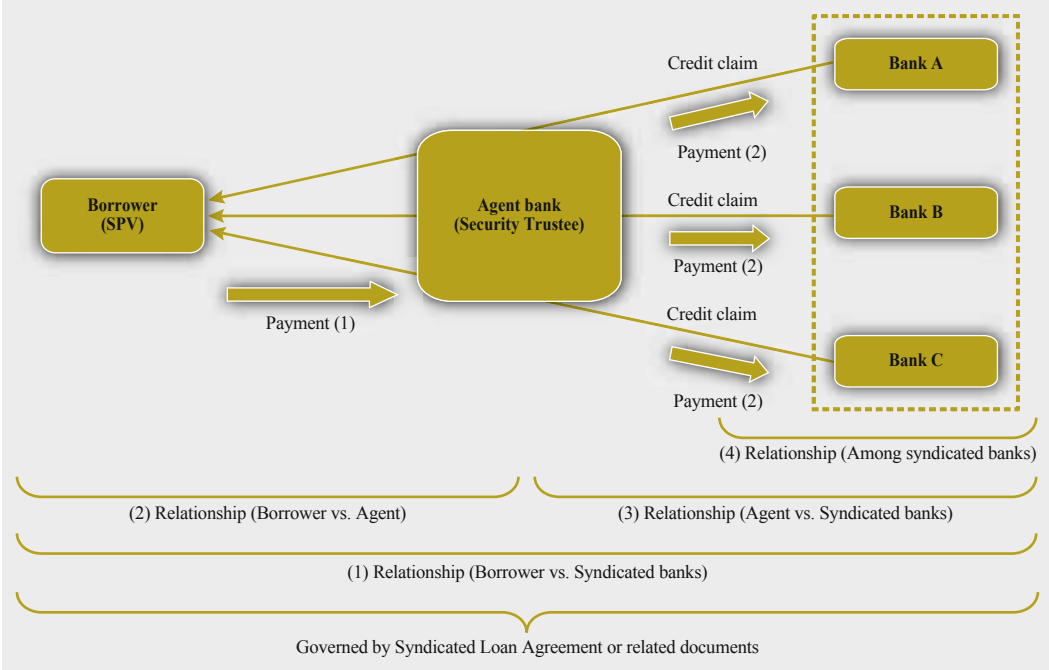 Credit claim
Bank A
Payment (2)
Borrower
(SPV)
Agent bank
(Security Trustee)
Credit claim
Bank B
Payment (2)
Payment (1)
Credit claim
Bank C
Payment (2)
(4) Relationship (Among syndicated banks)
(2) Relationship (Borrower vs. Agent)
(3) Relationship (Agent vs. Syndicated banks)
(1) Relationship (Borrower vs. Syndicated banks)
Governed by Syndicated Loan Agreement or related documents